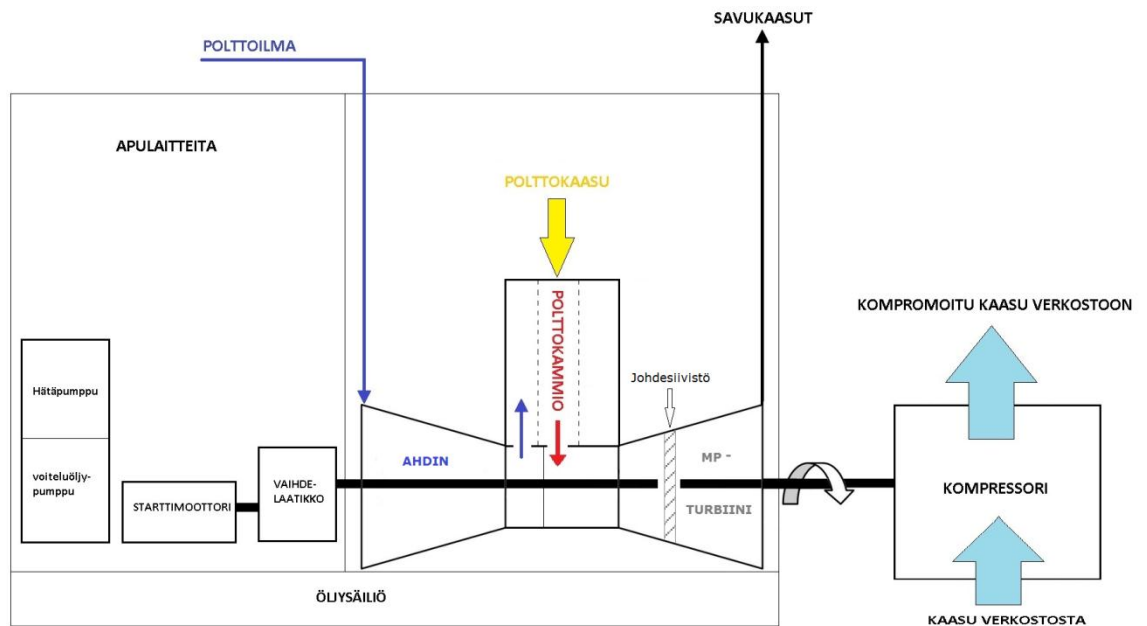 SAVUKAASUT
POLTTOILMA
APULAITTEITA
POLTTOKAASU
POLTTOKAMMIO
KOMPROMOITU KAASU VERKOSTOON
Johdesiivistö
Hätäpumppu
voiteluöljy-
pumppu
STARTTIMOOTTORI
VAIHDE-
LAATIKKO
AHDIN
MP -
TURBIINI
KOMPRESSORI
ÖLJYSÄILIÖ
KAASU VERKOSTOSTA